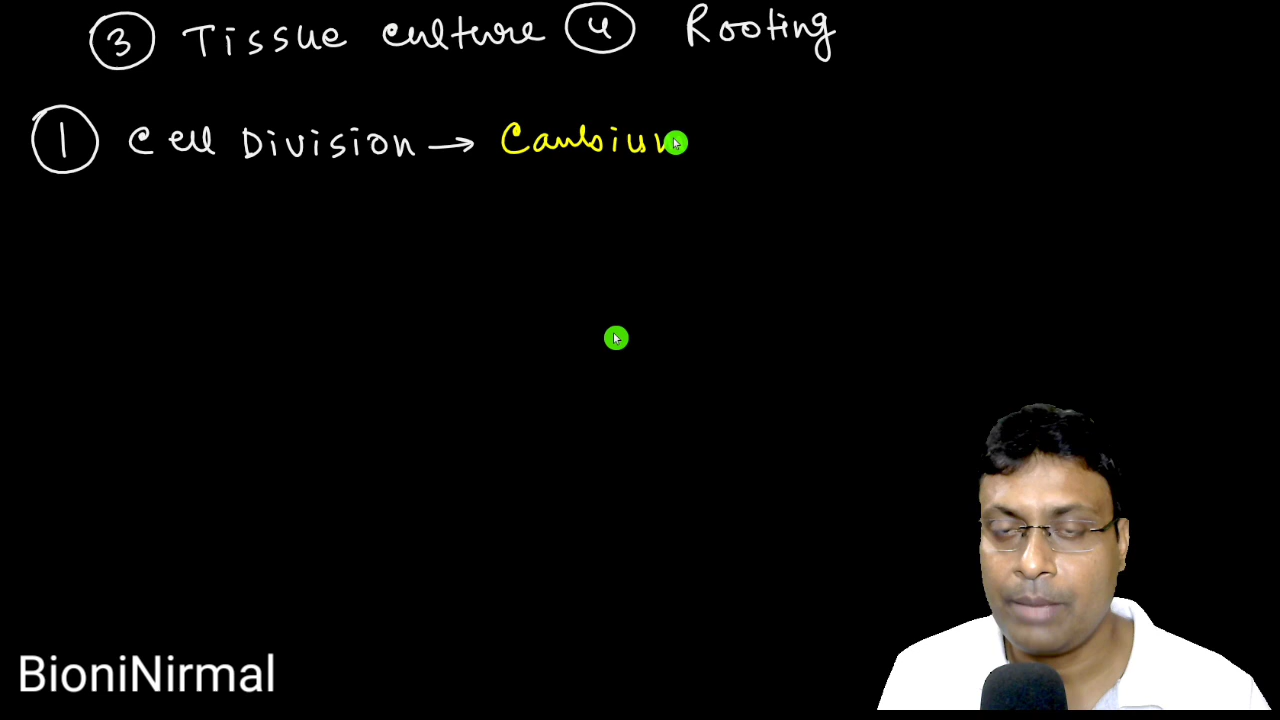 ③ Tissue culture ④ Rooting
① Cell Division → Cambium
BioniNirmal